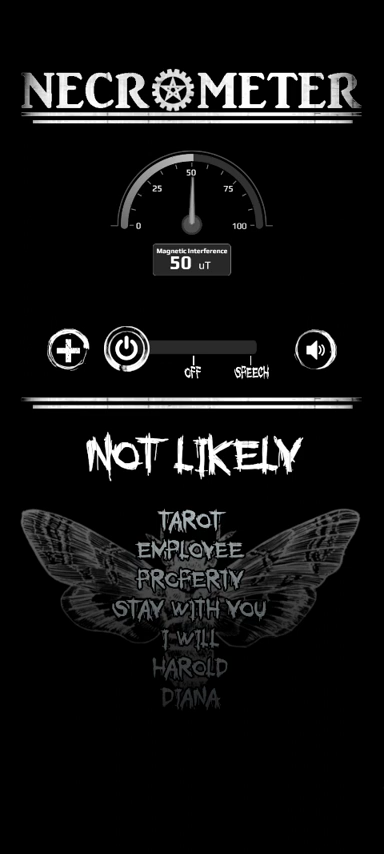 NECROMETER
50
25
75
0
100
Magnetic Interference
50 uT
OFF
SPEECH
NOT LIKELY
TAROT
EMPLOYEE
PROPERTY
STAY WITH YOU
I WILL
HAROLD
DIANA